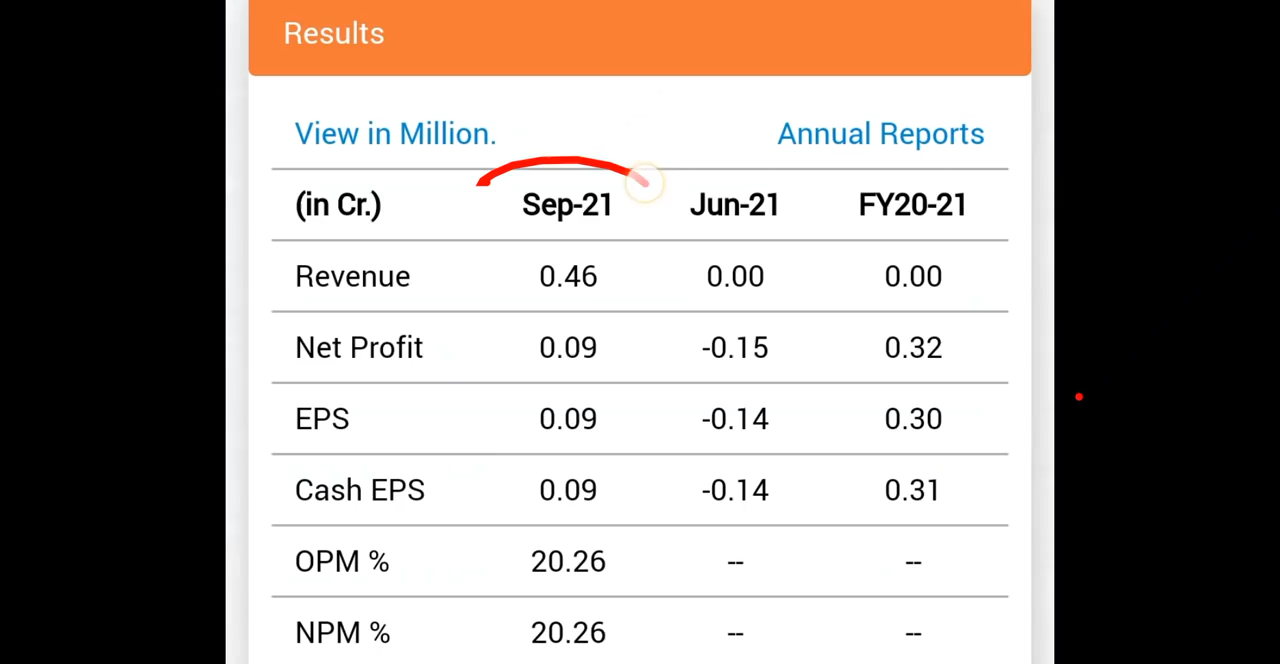 Results
View in Million. Annual Reports
(in Cr.) Sep-21 Jun-21 FY20-21
Revenue 0.46 0.00 0.00
Net Profit 0.09 -0.15 0.32
EPS 0.09 -0.14 0.30
Cash EPS 0.09 -0.14 0.31
OPM % 20.26 -- --
NPM % 20.26 -- --